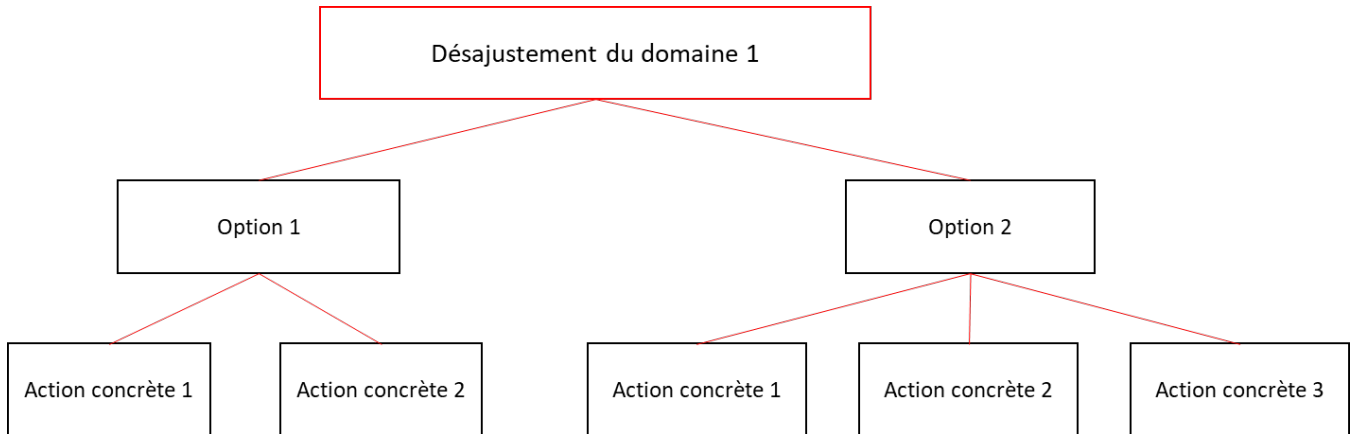 Désajustement du domaine 1
Option 1
Option 2
Action concrète 1
Action concrète 2
Action concrète 1
Action concrète 2
Action concrète 3